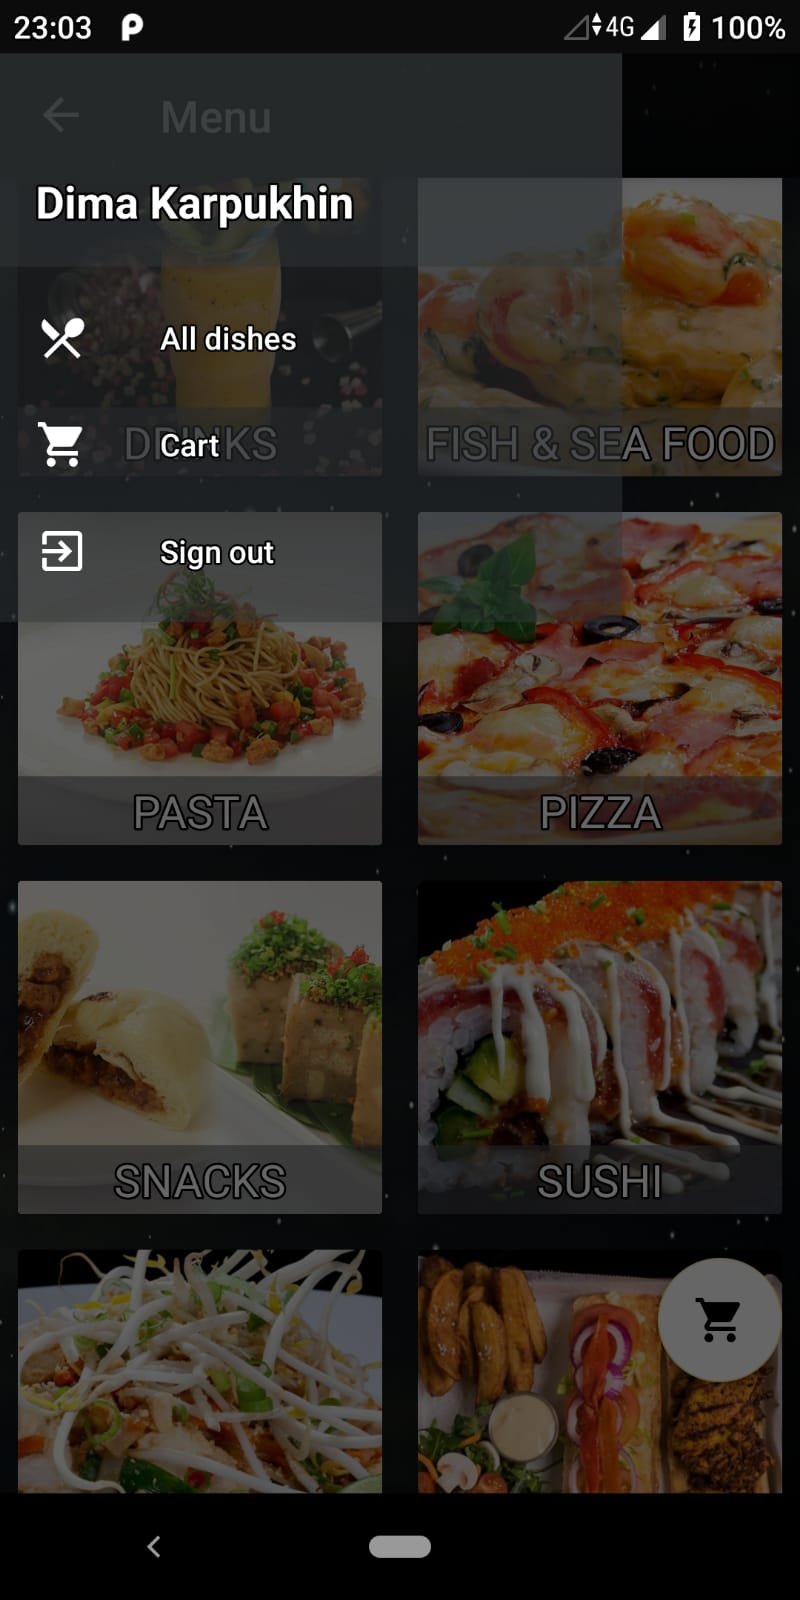 23:03
4G
100%
Menu
Dima Karpukhin
All dishes
DRINKS
Cart
FISH & SEA FOOD
Sign out
PASTA
PIZZA
SNACKS
SUSHI